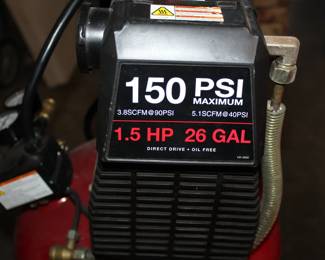 150 PSI
MAXIMUM
3.8SCFM@90PSI 5.1SCFM@40PSI
1.5 HP 26 GAL
DIRECT DRIVE • OIL FREE